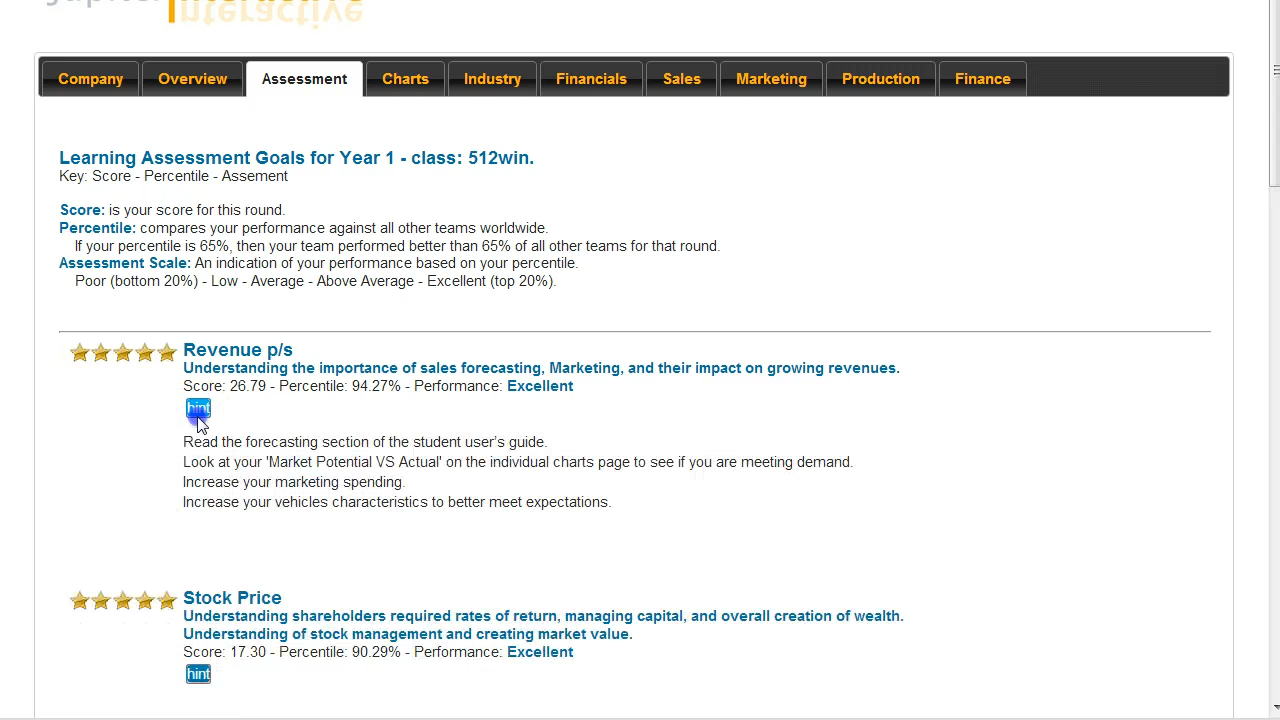 Company Overview Assessment Charts Industry Financials Sales Marketing Production Finance
Learning Assessment Goals for Year 1 - class: 512win.
Key: Score - Percentile - Assement
Score: is your score for this round.
Percentile: compares your performance against all other teams worldwide.
If your percentile is 65%, then your team performed better than 65% of all other teams for that round.
Assessment Scale: An indication of your performance based on your percentile.
Poor (bottom 20%) - Low - Average - Above Average - Excellent (top 20%).
Revenue p/s
Understanding the importance of sales forecasting, Marketing, and their impact on growing revenues.
Score: 26.79 - Percentile: 94.27% - Performance: Excellent
hint
Read the forecasting section of the student user's guide.
Look at your 'Market Potential VS Actual' on the individual charts page to see if you are meeting demand.
Increase your marketing spending.
Increase your vehicles characteristics to better meet expectations.
Stock Price
Understanding shareholders required rates of return, managing capital, and overall creation of wealth.
Understanding of stock management and creating market value.
Score: 17.30 - Percentile: 90.29% - Performance: Excellent
hint